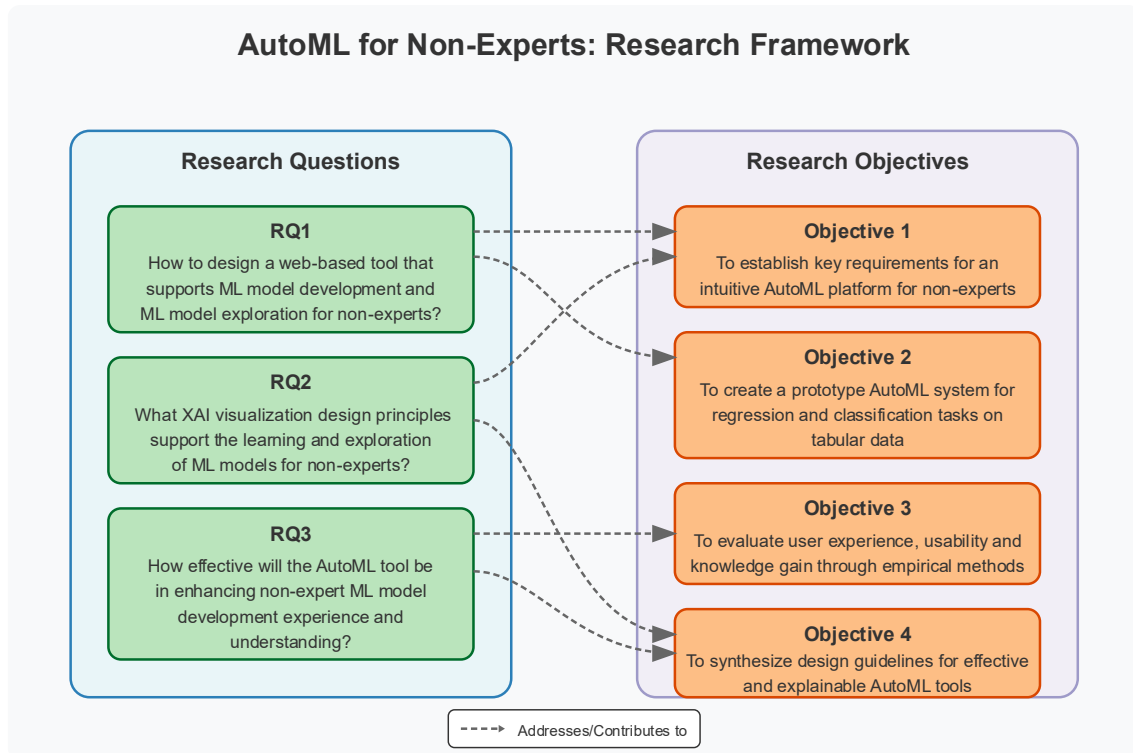 AutoML for Non-Experts: Research Framework
Research Questions
RQ1
How to design a web-based tool that
supports ML model development and
ML model exploration for non-experts?
RQ2
What XAI visualization design principles
support the learning and exploration
of ML models for non-experts?
RQ3
How effective will the AutoML tool be
in enhancing non-expert ML model
development experience and
understanding?
Research Objectives
Objective 1
To establish key requirements for an
intuitive AutoML platform for non-experts
Objective 2
To create a prototype AutoML system for
regression and classification tasks on
tabular data
Objective 3
To evaluate user experience, usability and
knowledge gain through empirical methods
Objective 4
To synthesize design guidelines for effective
and explainable AutoML tools
Addresses/Contributes to